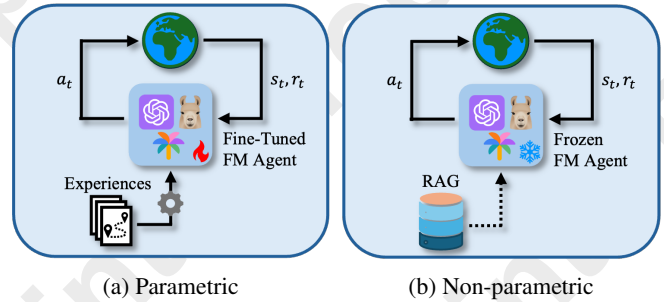 a_t
s_t, r_t
Fine-Tuned
FM Agent
Experiences
(a) Parametric
a_t
s_t, r_t
Frozen
FM Agent
RAG
(b) Non-parametric